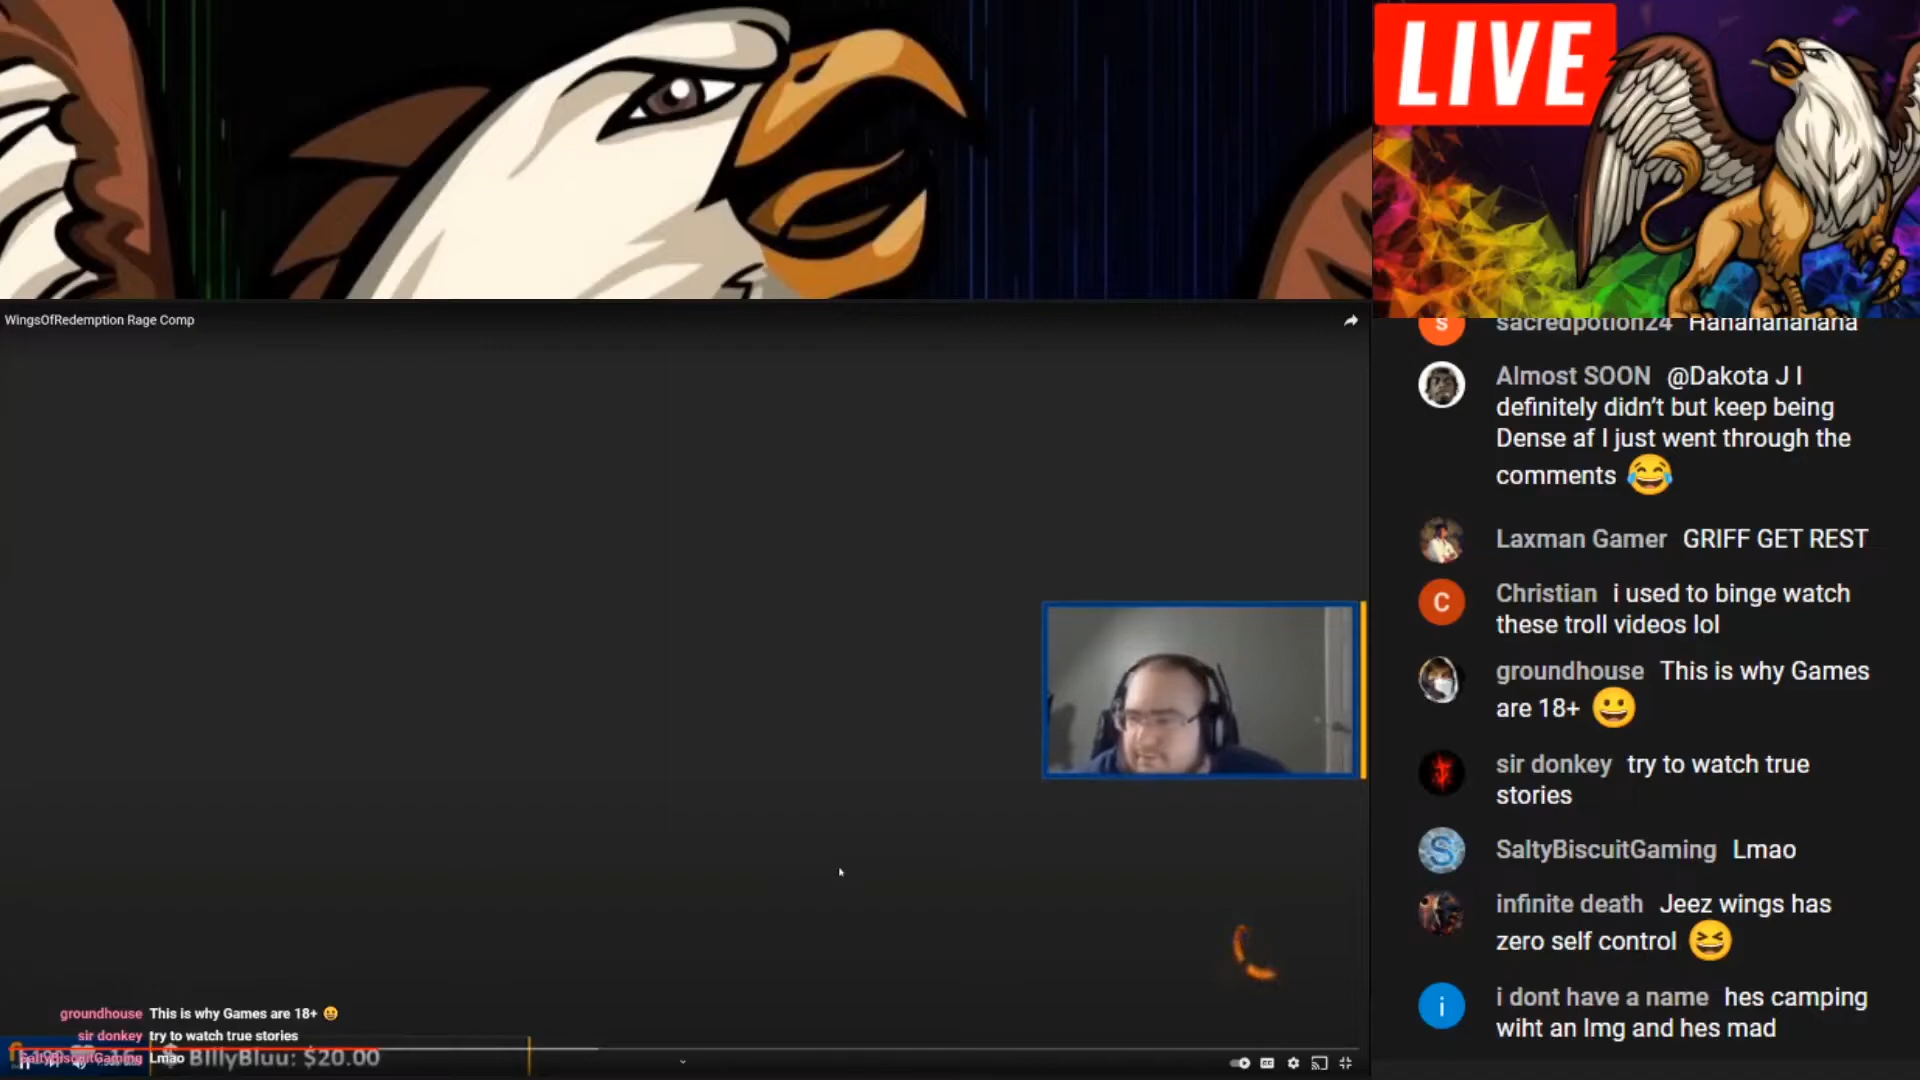 LIVE
WingsOfRedemption Rage Comp
sacredpotion24 Hahahahahaha
Almost SOON @Dakota J I
definitely didn't but keep being
Dense af I just went through the
comments 😂
Laxman Gamer GRIFF GET REST
C
Christian i used to binge watch
these troll videos lol
groundhouse This is why Games
are 18+ 😀
sir donkey try to watch true
stories
S
SaltyBiscuitGaming Lmao
infinite death Jeez wings has
zero self control 😆
i
i dont have a name hes camping
wiht an lmg and hes mad
groundhouse This is why Games are 18+ 😀
sir donkey try to watch true stories
SaltyBiscuitGaming Lmao
BIllyBluu: $20.00